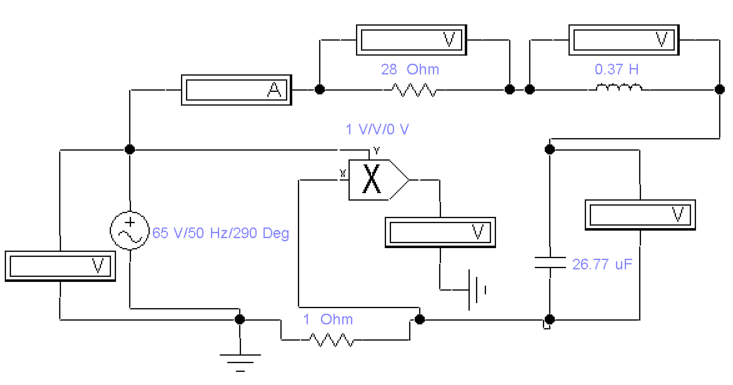 V
V
28 Ohm
0.37 H
A
1 V/V/0 V
Y
X
X
V
65 V/50 Hz/290 Deg
V
V
26.77 uF
1 Ohm